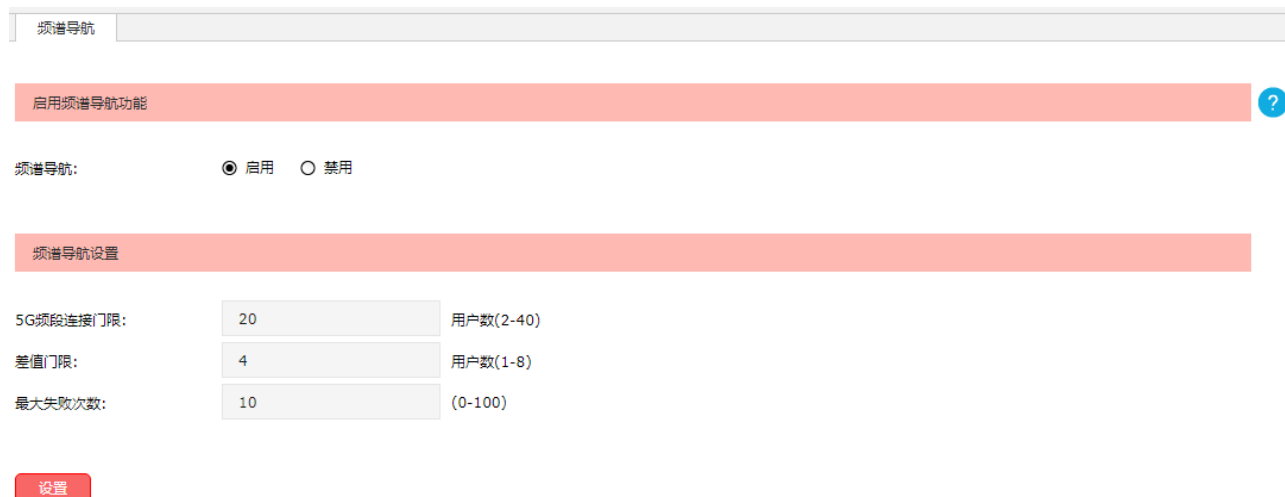 频谱导航
启用频谱导航功能
?
频谱导航: 启用 禁用
频谱导航设置
5G频段连接门限: 20 用户数(2-40)
差值门限: 4 用户数(1-8)
最大失败次数: 10 (0-100)
设置